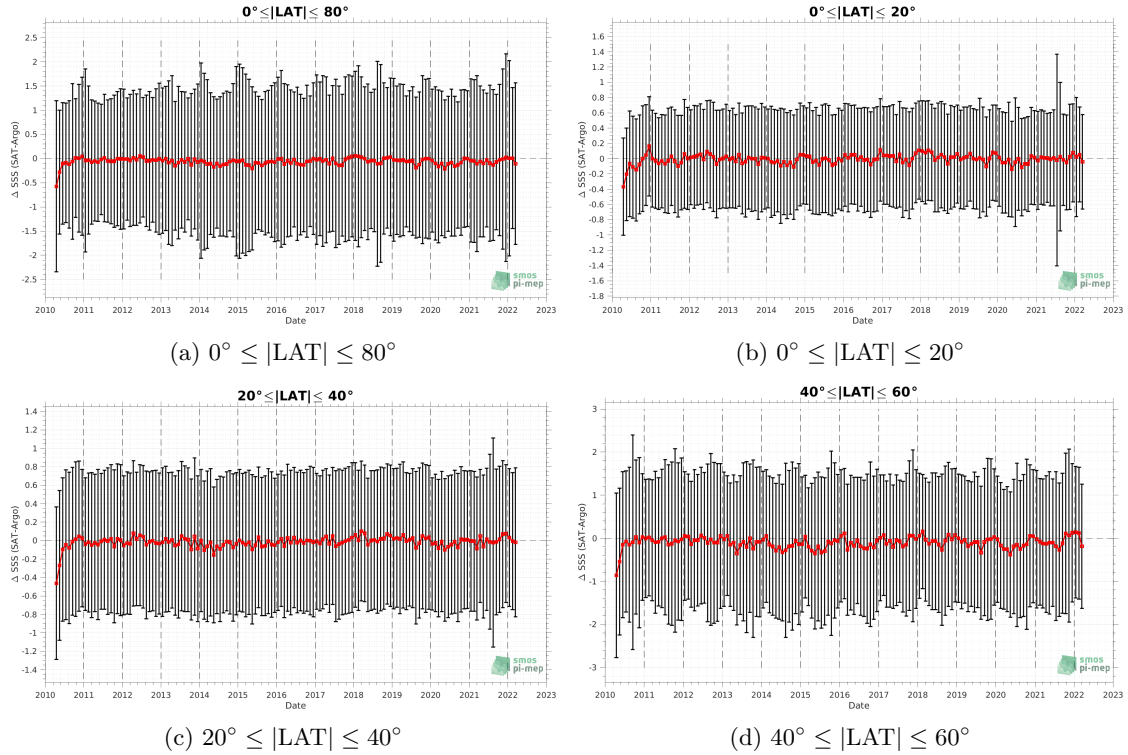 0°≤|LAT|≤ 80°
Δ SSS (SAT-Argo)
2.5
2
1.5
1
0.5
0
-0.5
-1
-1.5
-2
-2.5
2010 2011 2012 2013 2014 2015 2016 2017 2018 2019 2020 2021 2022 2023
Date
smos
pi-mep
(a) 0° ≤ |LAT| ≤ 80°
0°≤|LAT|≤ 20°
Δ SSS (SAT-Argo)
1.6
1.4
1.2
1
0.8
0.6
0.4
0.2
0
-0.2
-0.4
-0.6
-0.8
-1
-1.2
-1.4
-1.6
-1.8
2010 2011 2012 2013 2014 2015 2016 2017 2018 2019 2020 2021 2022 2023
Date
smos
pi-mep
(b) 0° ≤ |LAT| ≤ 20°
20°≤|LAT|≤ 40°
Δ SSS (SAT-Argo)
1.4
1.2
1
0.8
0.6
0.4
0.2
0
-0.2
-0.4
-0.6
-0.8
-1
-1.2
-1.4
2010 2011 2012 2013 2014 2015 2016 2017 2018 2019 2020 2021 2022 2023
Date
smos
pi-mep
(c) 20° ≤ |LAT| ≤ 40°
40°≤|LAT|≤ 60°
Δ SSS (SAT-Argo)
3
2
1
0
-1
-2
-3
2010 2011 2012 2013 2014 2015 2016 2017 2018 2019 2020 2021 2022 2023
Date
smos
pi-mep
(d) 40° ≤ |LAT| ≤ 60°